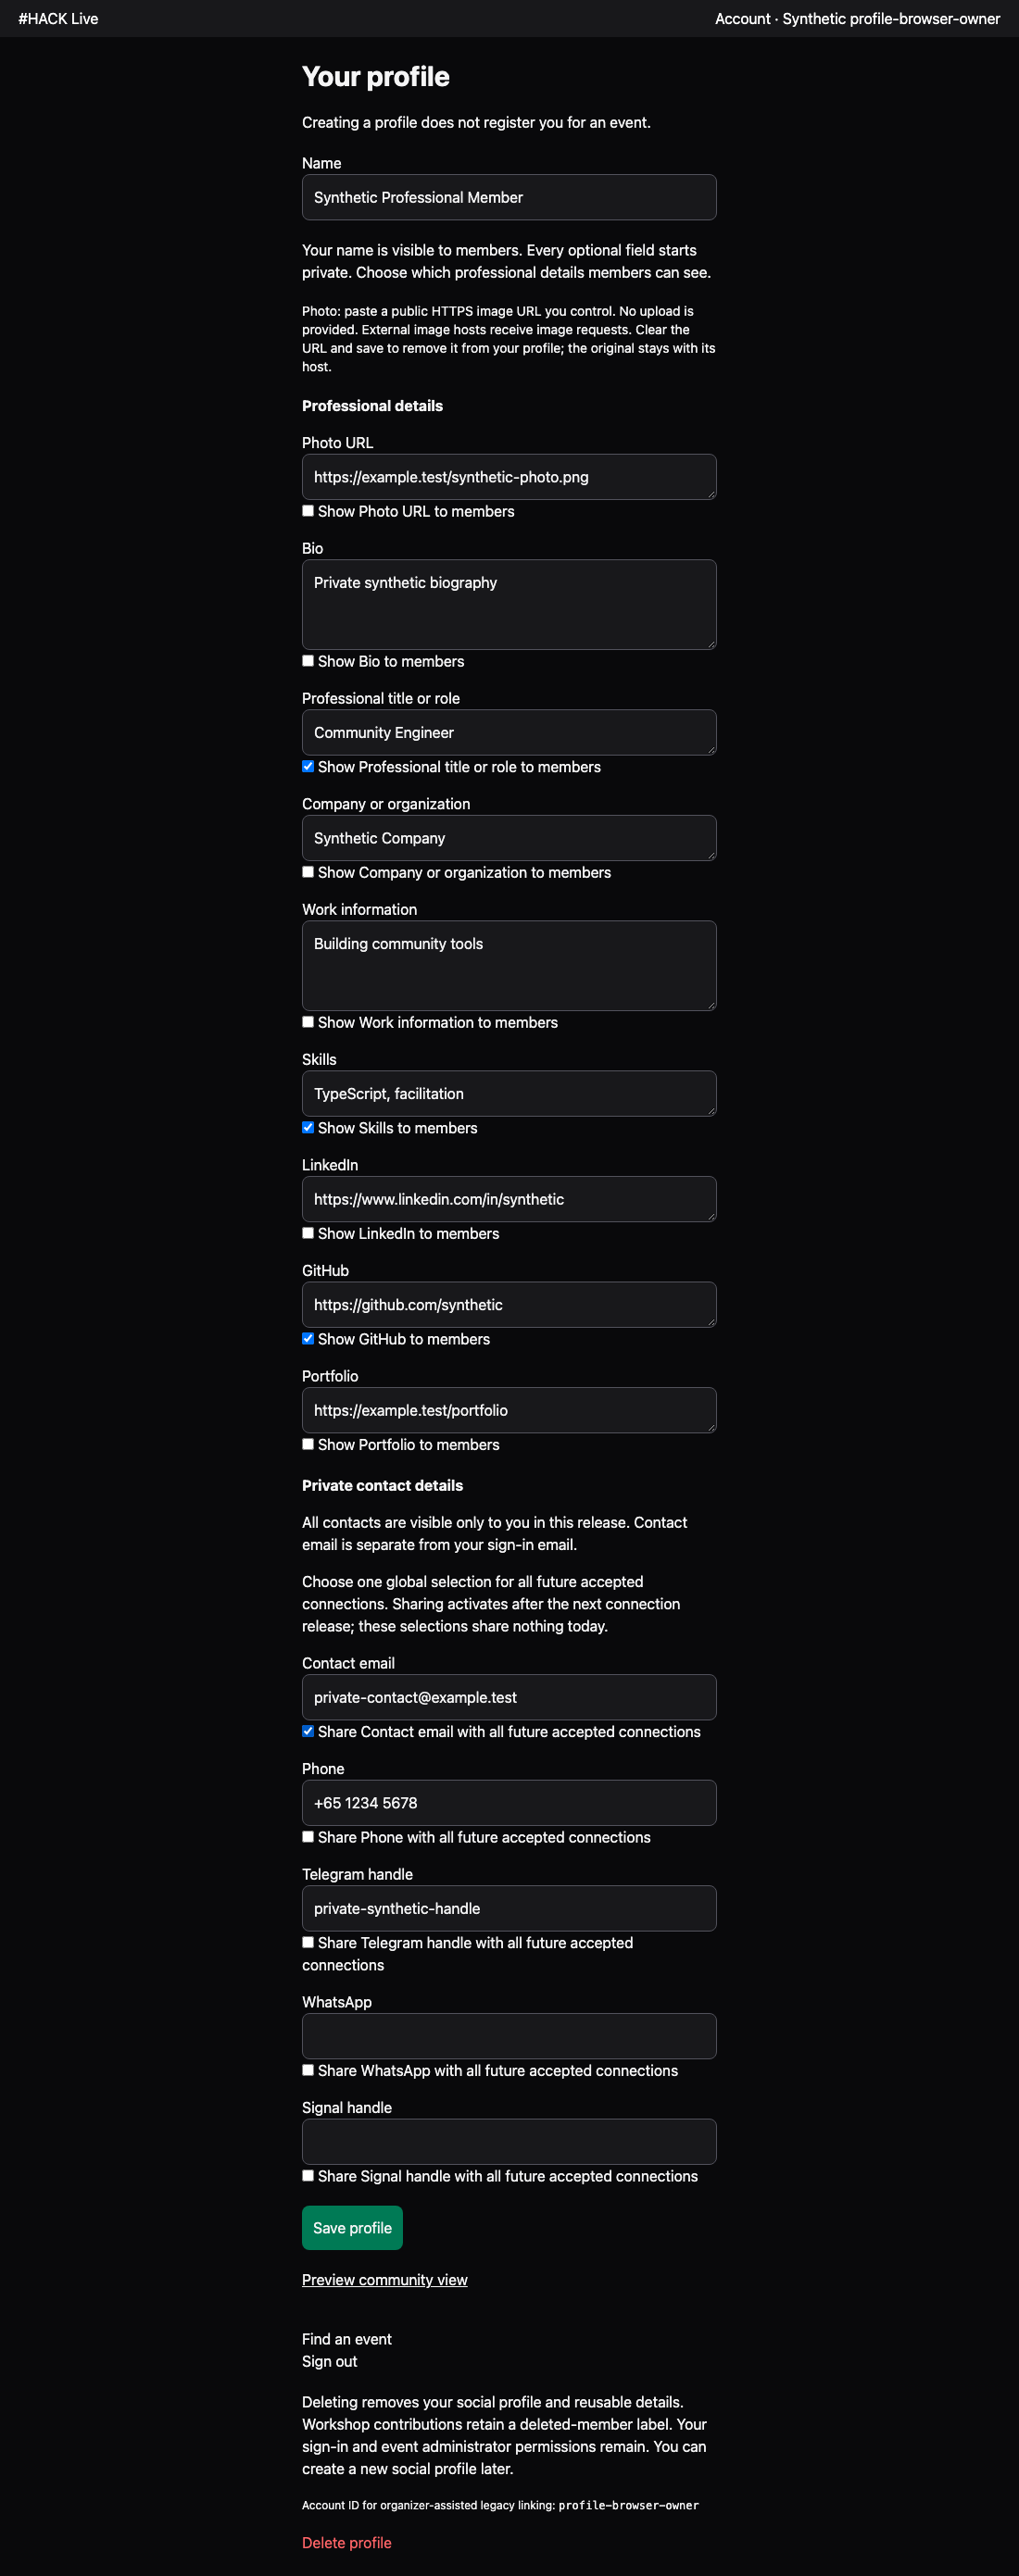 #HACK Live
Account · Synthetic profile-browser-owner
Your profile
Creating a profile does not register you for an event.
Name
Synthetic Professional Member
Your name is visible to members. Every optional field starts
private. Choose which professional details members can see.
Photo: paste a public HTTPS image URL you control. No upload is
provided. External image hosts receive image requests. Clear the
URL and save to remove it from your profile; the original stays with its
host.
Professional details
Photo URL
https://example.test/synthetic-photo.png
Show Photo URL to members
Bio
Private synthetic biography
Show Bio to members
Professional title or role
Community Engineer
Show Professional title or role to members
Company or organization
Synthetic Company
Show Company or organization to members
Work information
Building community tools
Show Work information to members
Skills
TypeScript, facilitation
Show Skills to members
LinkedIn
https://www.linkedin.com/in/synthetic
Show LinkedIn to members
GitHub
https://github.com/synthetic
Show GitHub to members
Portfolio
https://example.test/portfolio
Show Portfolio to members
Private contact details
All contacts are visible only to you in this release. Contact
email is separate from your sign-in email.
Choose one global selection for all future accepted
connections. Sharing activates after the next connection
release; these selections share nothing today.
Contact email
private-contact@example.test
Share Contact email with all future accepted connections
Phone
+65 1234 5678
Share Phone with all future accepted connections
Telegram handle
private-synthetic-handle
Share Telegram handle with all future accepted
connections
WhatsApp
Share WhatsApp with all future accepted connections
Signal handle
Share Signal handle with all future accepted connections
Save profile
Preview community view
Find an event
Sign out
Deleting removes your social profile and reusable details.
Workshop contributions retain a deleted-member label. Your
sign-in and event administrator permissions remain. You can
create a new social profile later.
Account ID for organizer-assisted legacy linking: profile-browser-owner
Delete profile